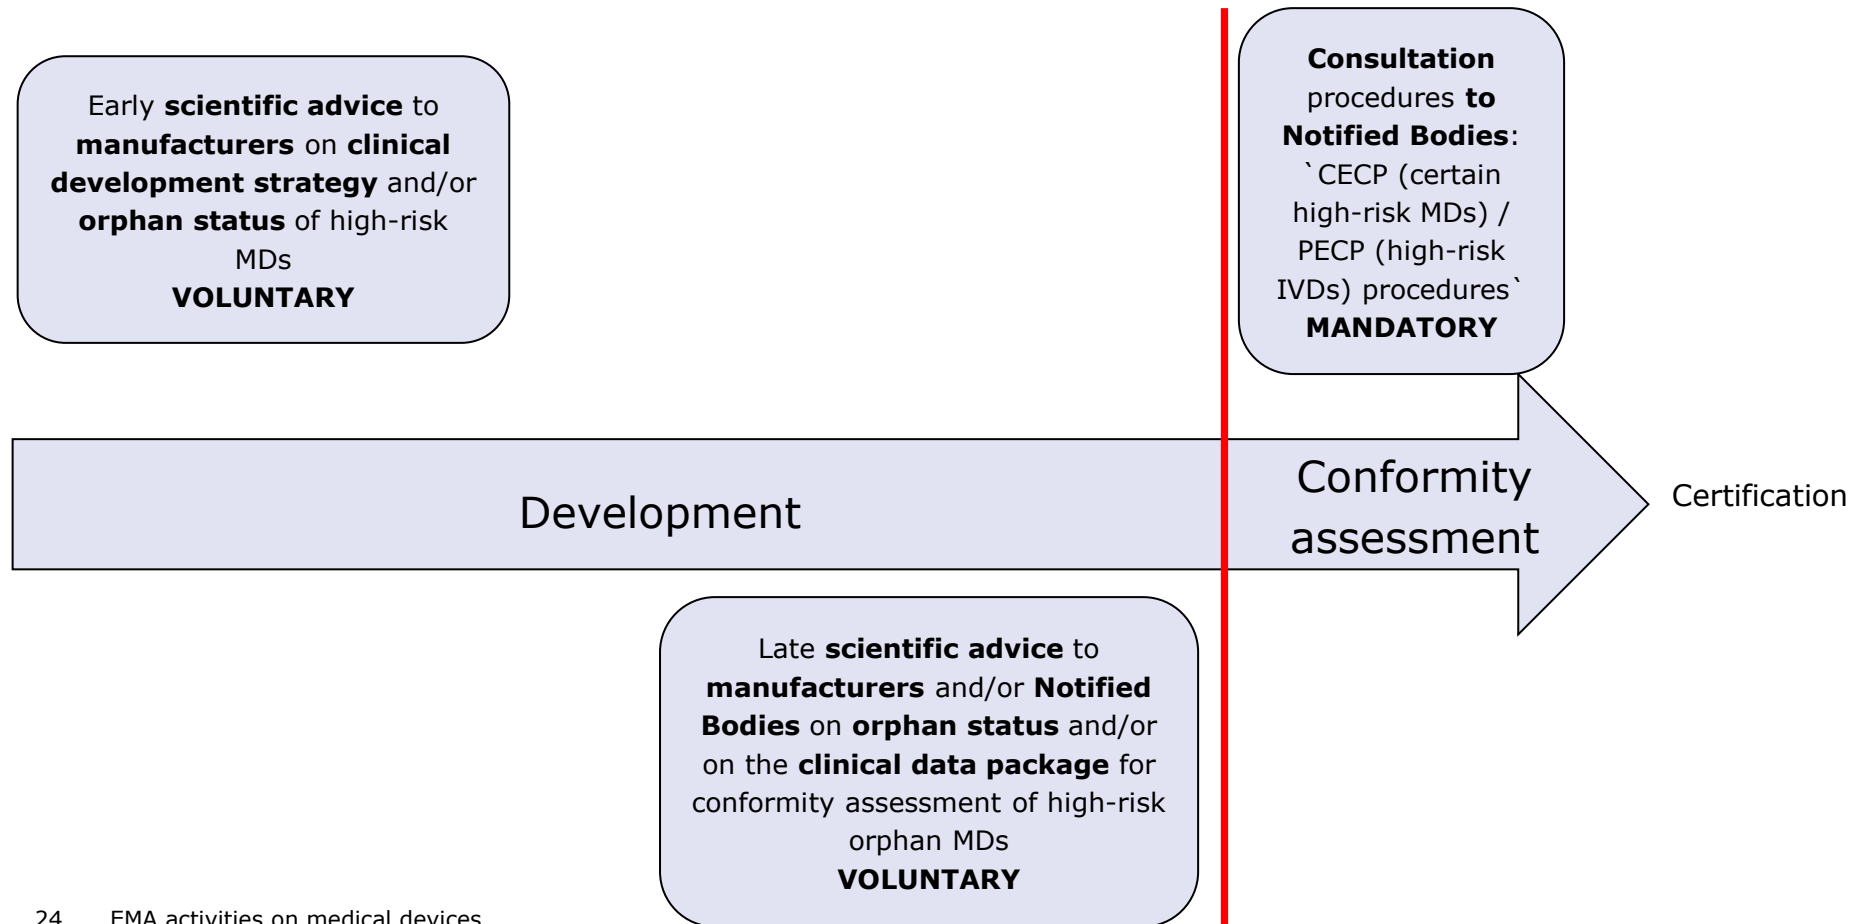 Early scientific advice to
manufacturers on clinical
development strategy and/or
orphan status of high-risk
MDs
VOLUNTARY
Consultation
procedures to
Notified Bodies:
`CECP (certain
high-risk MDs) /
PECP (high-risk
IVDs) procedures`
MANDATORY
Development
Conformity
assessment
Certification
Late scientific advice to
manufacturers and/or Notified
Bodies on orphan status and/or
on the clinical data package for
conformity assessment of high-risk
orphan MDs
VOLUNTARY
24 EMA activities on medical devices